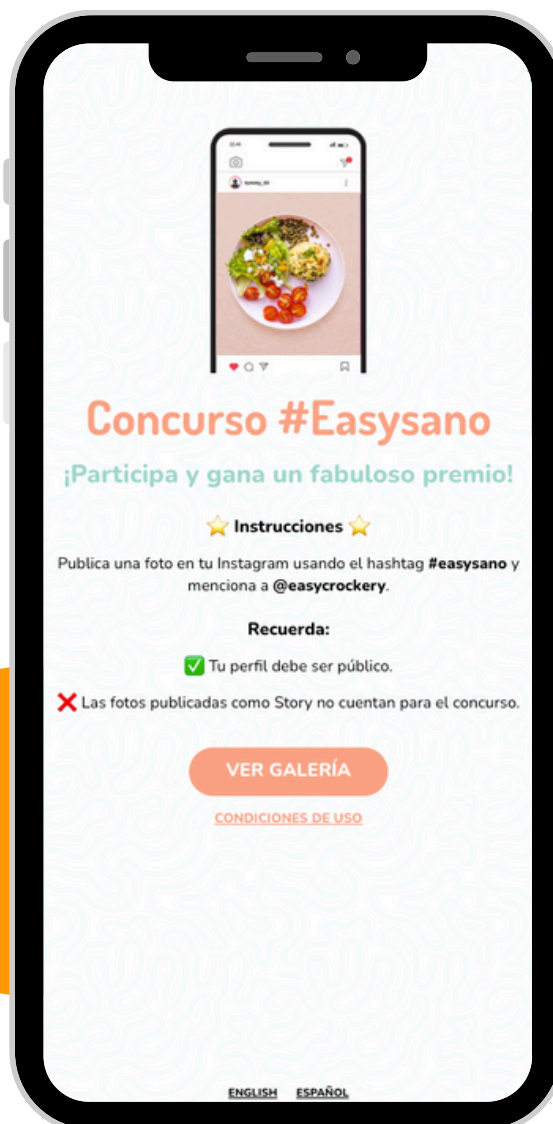 Concurso #Easysano
¡Participa y gana un fabuloso premio!
⭐ Instrucciones ⭐
Publica una foto en tu Instagram usando el hashtag #easysano y
menciona a @easycrockery.
Recuerda:
✅ Tu perfil debe ser público.
❌ Las fotos publicadas como Story no cuentan para el concurso.
VER GALERÍA
CONDICIONES DE USO
ENGLISH ESPAÑOL